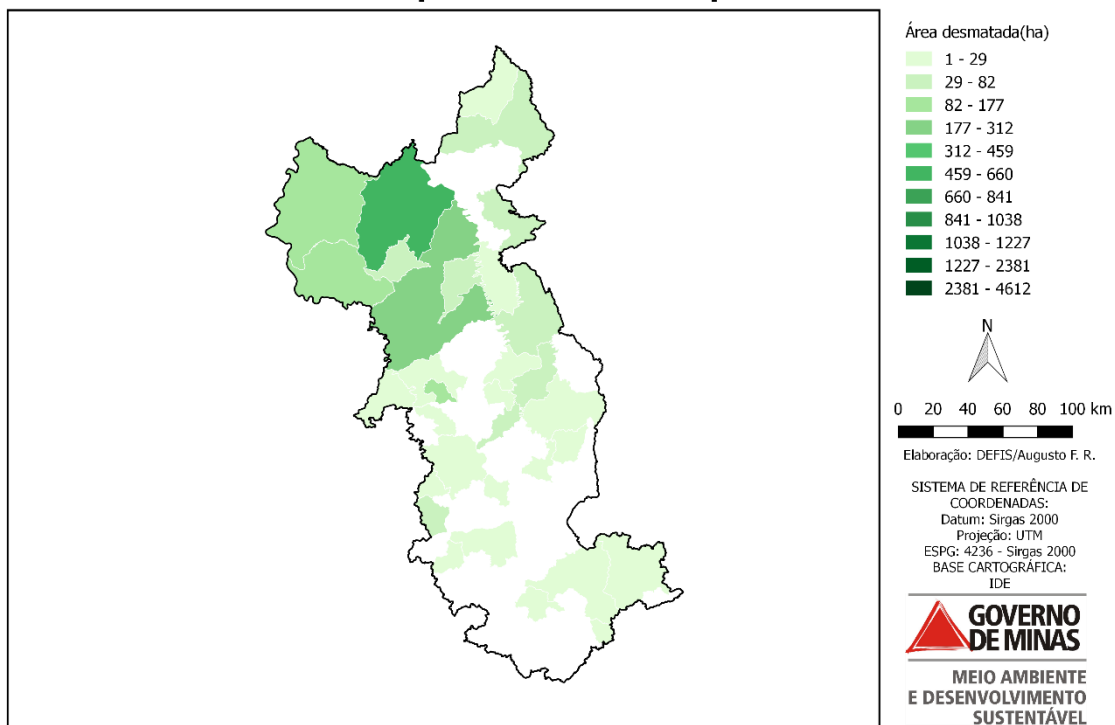 Área desmatada(ha)
1 - 29
29 - 82
82 - 177
177 - 312
312 - 459
459 - 660
660 - 841
841 - 1038
1038 - 1227
1227 - 2381
2381 - 4612
N
0 20 40 60 80 100 km
Elaboração: DEFIS/Augusto F. R.
SISTEMA DE REFERÊNCIA DE
COORDENADAS:
Datum: Sirgas 2000
Projeção: UTM
ESPG: 4236 - Sirgas 2000
BASE CARTOGRÁFICA:
IDE
GOVERNO
DE MINAS
MEIO AMBIENTE
E DESENVOLVIMENTO
SUSTENTÁVEL